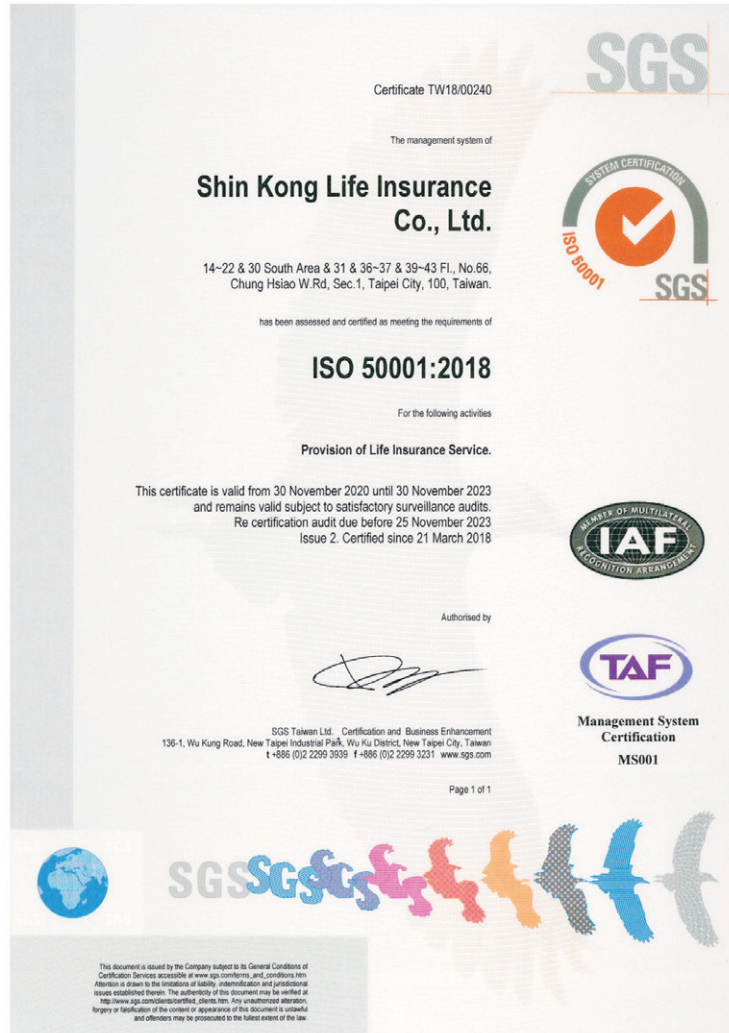 SGS
Certificate TW18/00240
The management system of
Shin Kong Life Insurance
Co., Ltd.
14~22 & 30 South Area & 31 & 36~37 & 39~43 Fl., No.66,
Chung Hsiao W.Rd, Sec.1, Taipei City, 100, Taiwan.
has been assessed and certified as meeting the requirements of
ISO 50001:2018
For the following activities
Provision of Life Insurance Service.
This certificate is valid from 30 November 2020 until 30 November 2023
and remains valid subject to satisfactory surveillance audits.
Re certification audit due before 25 November 2023
Issue 2. Certified since 21 March 2018
Authorised by
SGS Taiwan Ltd. Certification and Business Enhancement
136-1, Wu Kung Road, New Taipei Industrial Park, Wu Ku District, New Taipei City, Taiwan
t +886 (0)2 2299 3939 f +886 (0)2 2299 3231 www.sgs.com
Page 1 of 1
SYSTEM CERTIFICATION
ISO 50001
SGS
MEMBER OF MULTILATERAL
IAF
RECOGNITION ARRANGEMENT
TAF
Management System
Certification
MS001
SGS SGS SGS SGS
This document is issued by the Company subject to its General Conditions of
Certification Services accessible at www.sgs.com/terms_and_conditions.htm.
Attention is drawn to the limitations of liability, indemnification and jurisdictional
issues established therein. The authenticity of this document may be verified at
http://www.sgs.com/clients/certified_clients.htm. Any unauthorized alteration,
forgery or falsification of the content or appearance of this document is unlawful
and offenders may be prosecuted to the fullest extent of the law.